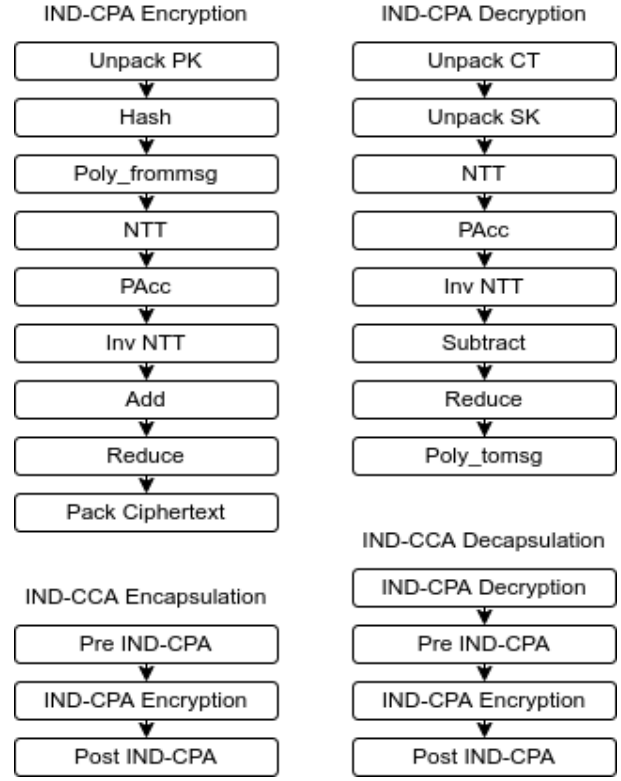 IND-CPA Encryption
Unpack PK
Hash
Poly_frommsg
NTT
PAcc
Inv NTT
Add
Reduce
Pack Ciphertext
IND-CPA Decryption
Unpack CT
Unpack SK
NTT
PAcc
Inv NTT
Subtract
Reduce
Poly_tomsg
IND-CCA Encapsulation
Pre IND-CPA
IND-CPA Encryption
Post IND-CPA
IND-CCA Decapsulation
IND-CPA Decryption
Pre IND-CPA
IND-CPA Encryption
Post IND-CPA